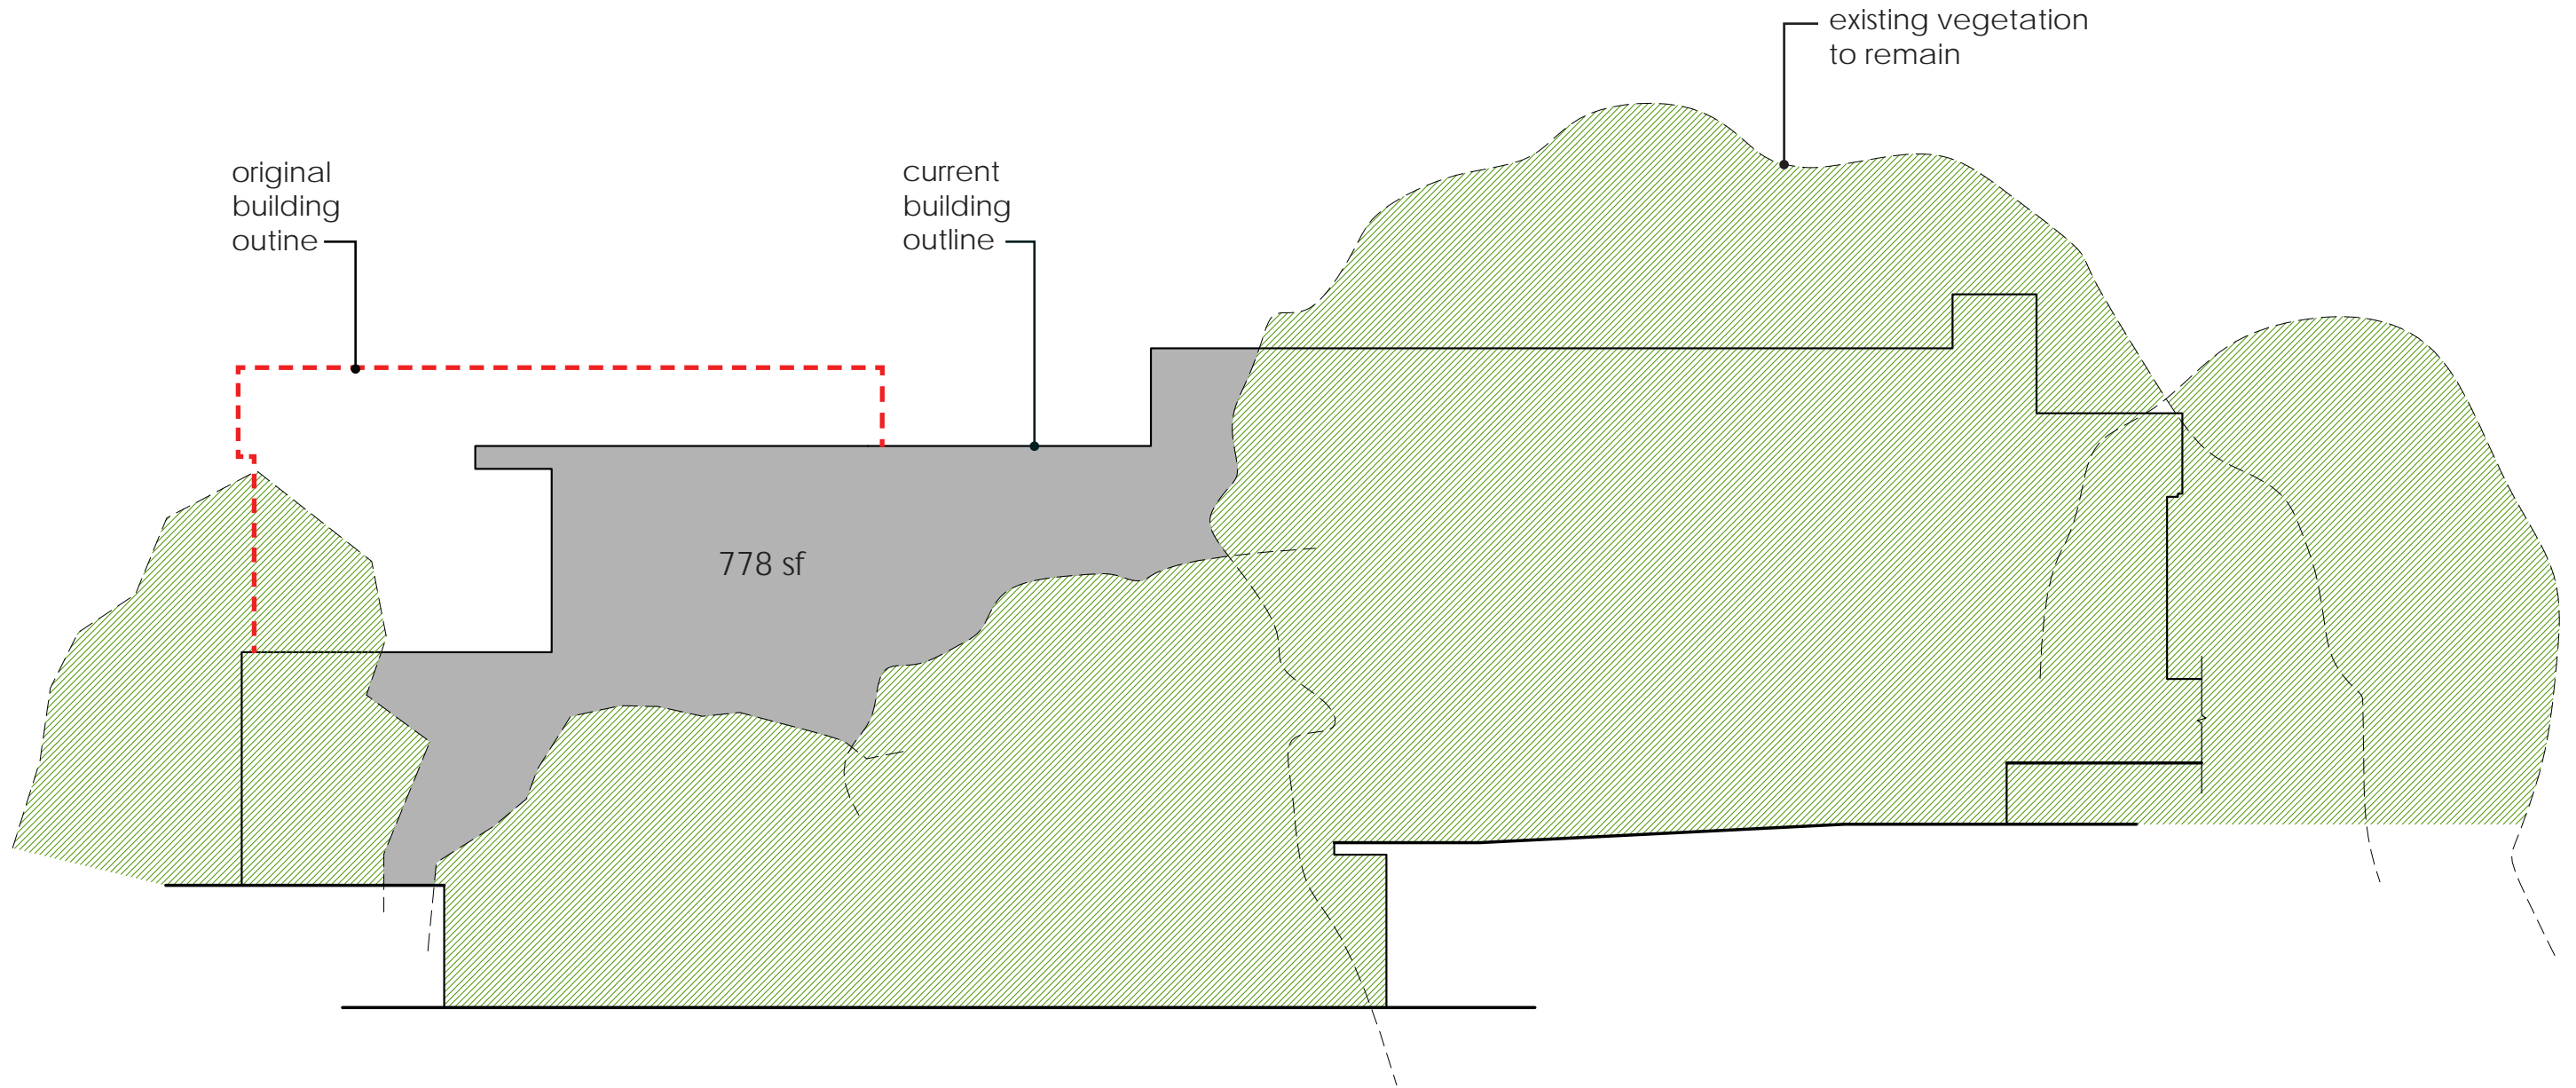 existing vegetation
to remain
original
building
outine
current
building
outline
778 sf